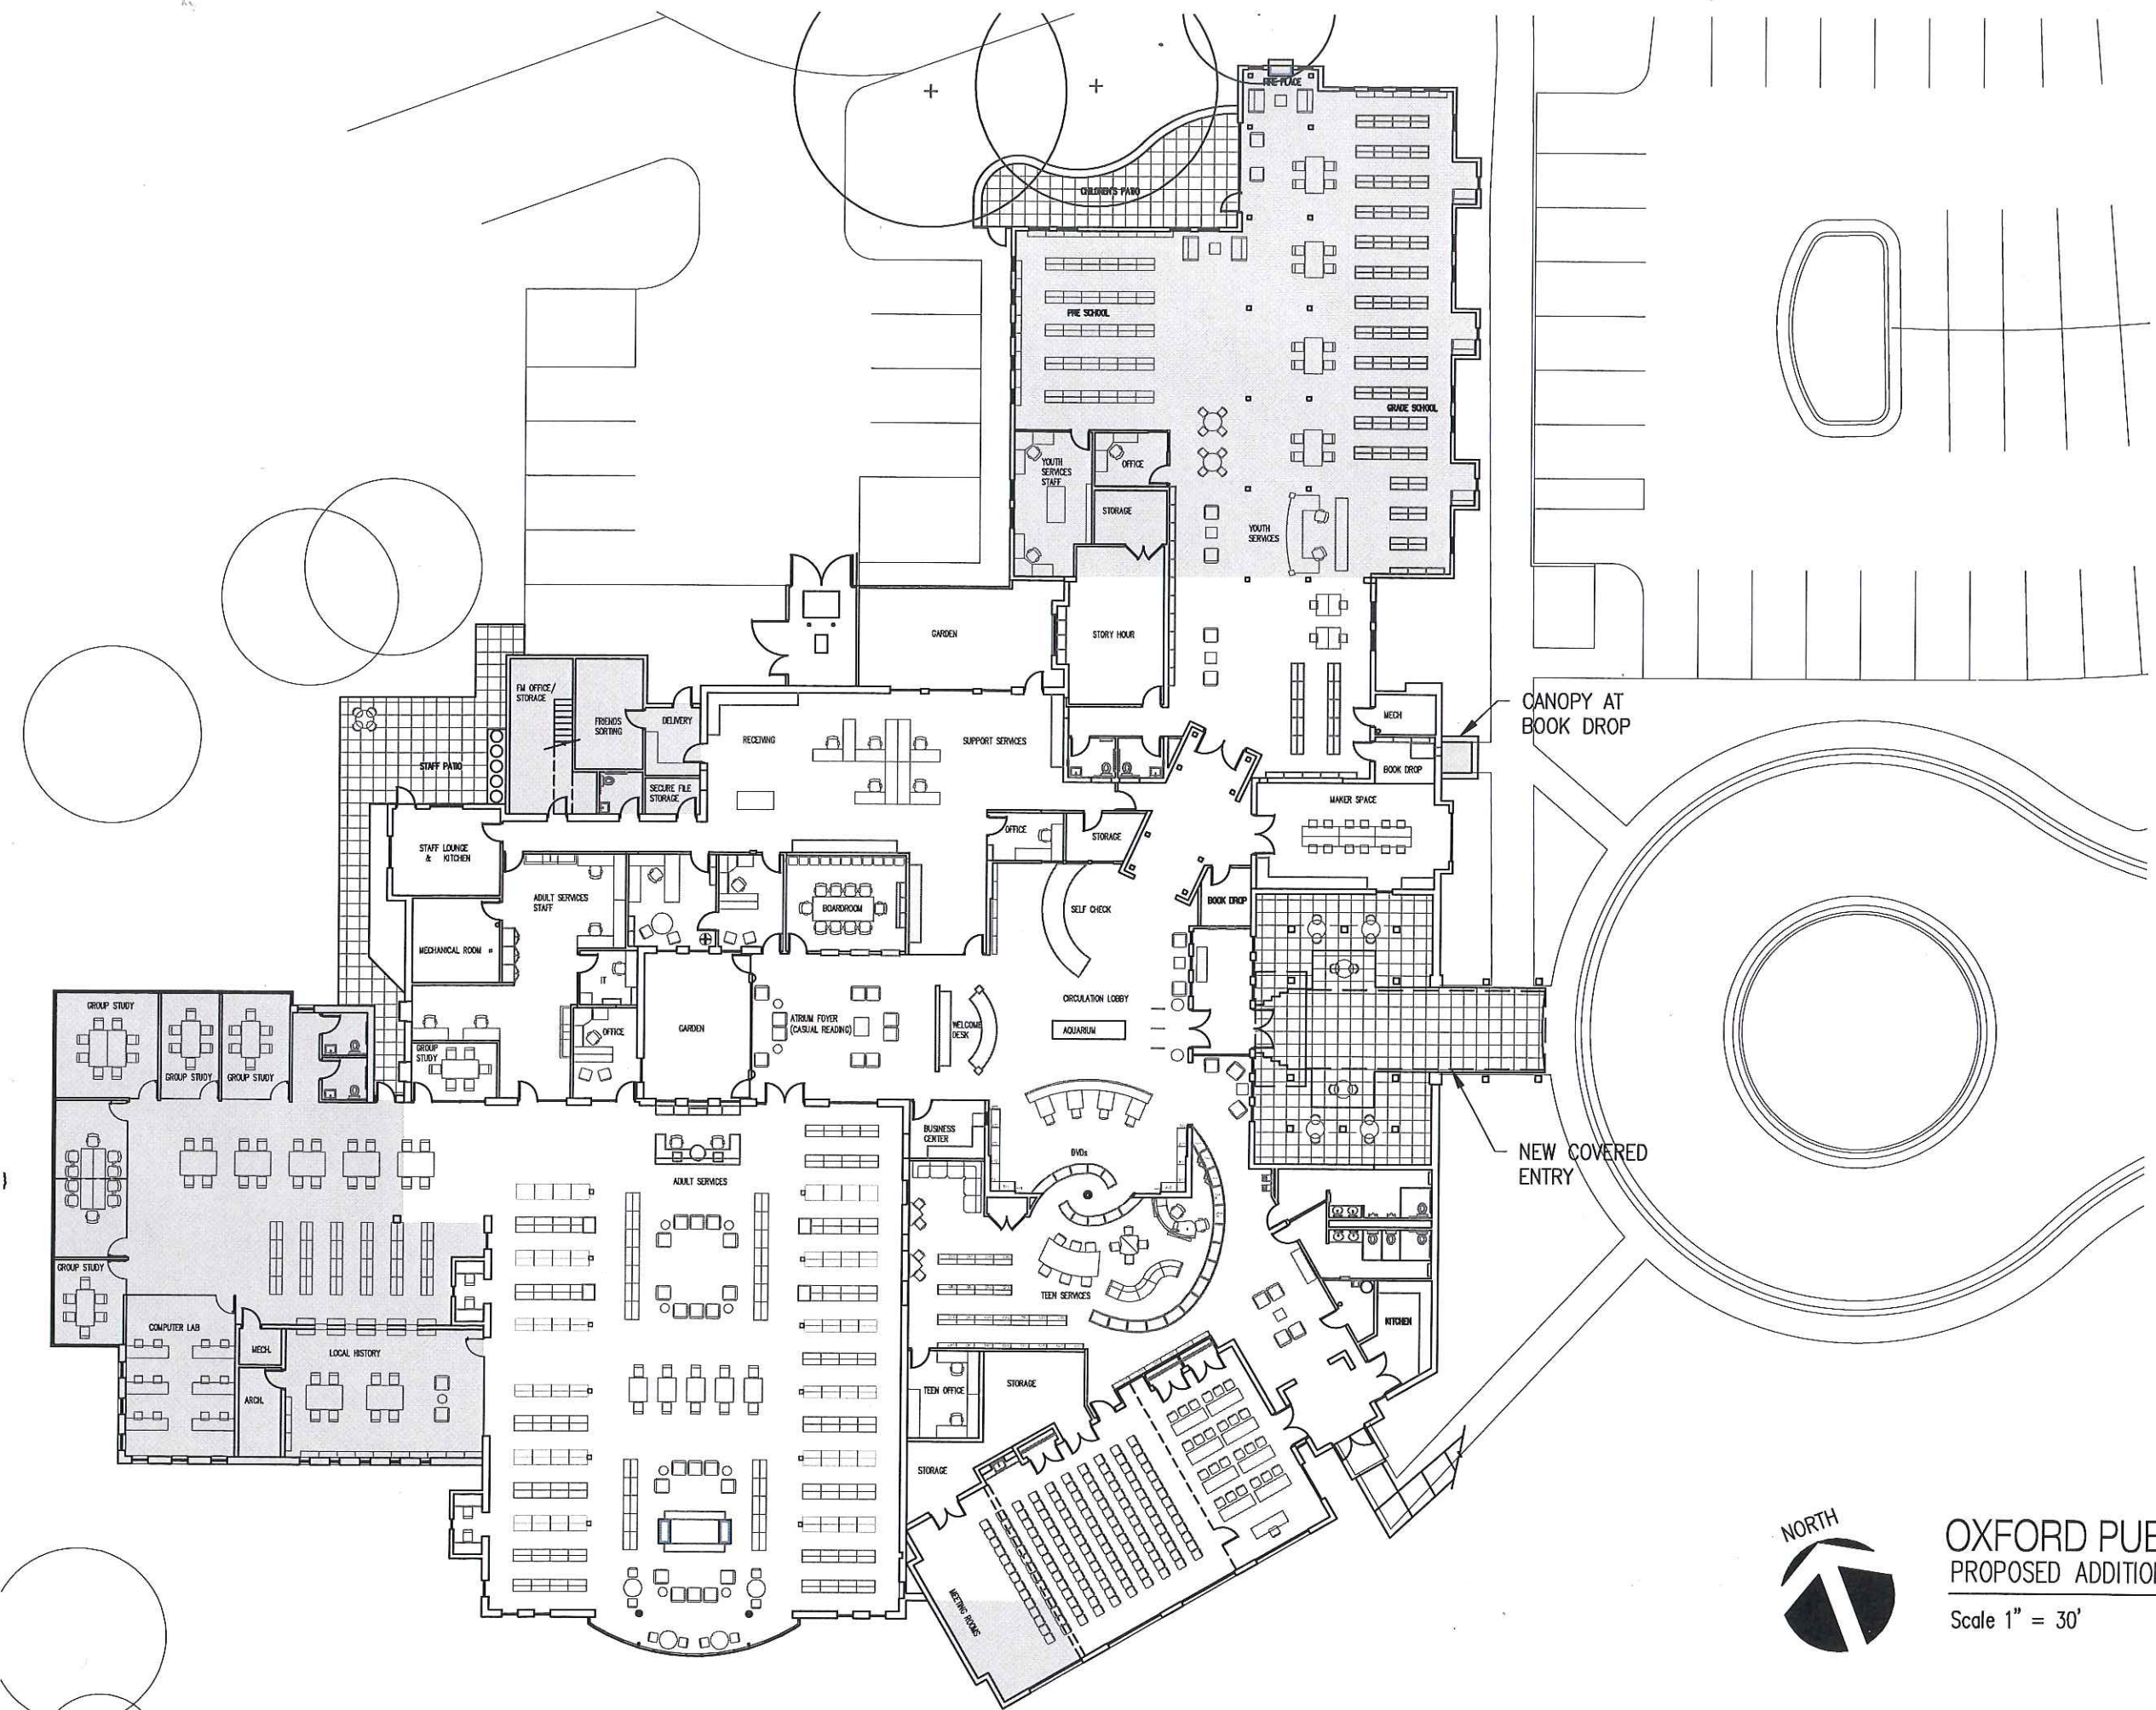 FIRE PLACE
CHILDREN'S PATIO
PRE SCHOOL
GRADE SCHOOL
YOUTH
SERVICES
STAFF
OFFICE
STORAGE
YOUTH
SERVICES
GARDEN
STORY HOUR
FM OFFICE/
STORAGE
FRIENDS
SORTING
DELIVERY
RECEIVING
SUPPORT SERVICES
MECH
CANOPY AT
BOOK DROP
STAFF PATIO
SECURE FILE
STORAGE
BOOK DROP
MAKER SPACE
STAFF LOUNGE
& KITCHEN
OFFICE
STORAGE
ADULT SERVICES
STAFF
BOARDROOM
SELF CHECK
BOOK DROP
MECHANICAL ROOM
IT
CIRCULATION LOBBY
GROUP STUDY
GROUP STUDY
GROUP STUDY
GROUP
STUDY
OFFICE
GARDEN
ATRIUM FOYER
(CASUAL READING)
WELCOME
DESK
AQUARIUM
BUSINESS
CENTER
DVDs
NEW COVERED
ENTRY
ADULT SERVICES
GROUP STUDY
TEEN SERVICES
COMPUTER LAB
MECH.
LOCAL HISTORY
KITCHEN
ARCH.
TEEN OFFICE
STORAGE
STORAGE
MEETING ROOMS
NORTH
OXFORD PUB
PROPOSED ADDITIO
Scale 1" = 30'